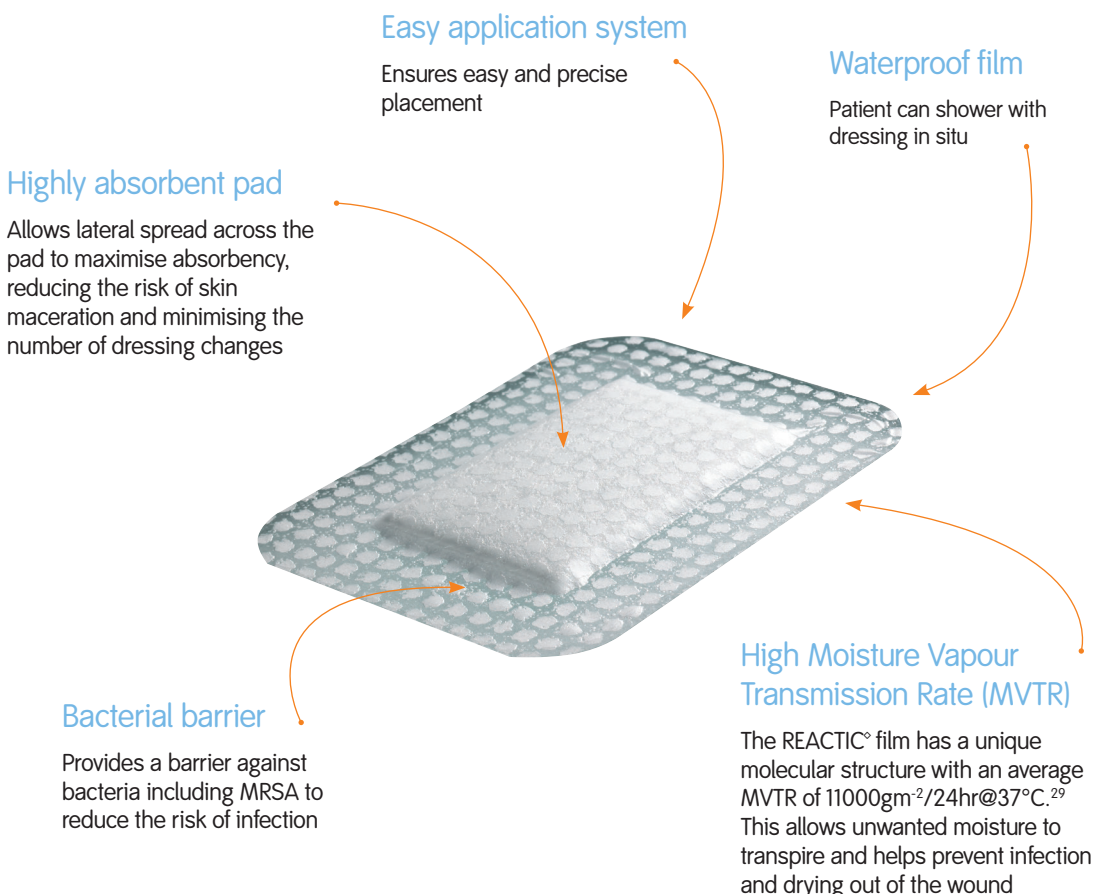 Easy application system
Ensures easy and precise
placement
Waterproof film
Patient can shower with
dressing in situ
Highly absorbent pad
Allows lateral spread across the
pad to maximise absorbency,
reducing the risk of skin
maceration and minimising the
number of dressing changes
Bacterial barrier
Provides a barrier against
bacteria including MRSA to
reduce the risk of infection
High Moisture Vapour
Transmission Rate (MVTR)
The REACTIC◊ film has a unique
molecular structure with an average
MVTR of 11000gm⁻²/24hr@37°C.²⁹
This allows unwanted moisture to
transpire and helps prevent infection
and drying out of the wound